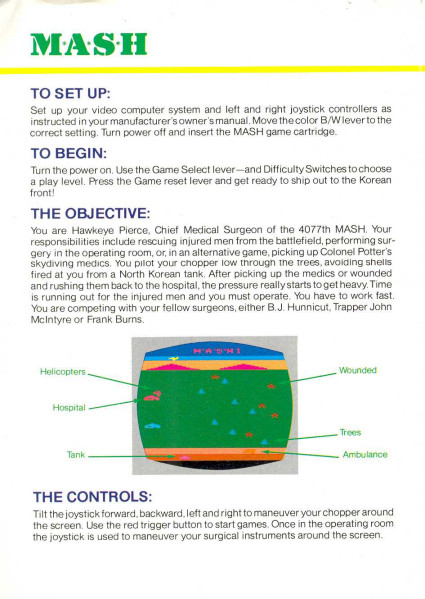 M*A*S*H
TO SET UP:
Set up your video computer system and left and right joystick controllers as
instructed in your manufacturer's owner's manual. Move the color B/W lever to the
correct setting. Turn power off and insert the MASH game cartridge.
TO BEGIN:
Turn the power on. Use the Game Select lever—and Difficulty Switches to choose
a play level. Press the Game reset lever and get ready to ship out to the Korean
front!
THE OBJECTIVE:
You are Hawkeye Pierce, Chief Medical Surgeon of the 4077th MASH. Your
responsibilities include rescuing injured men from the battlefield, performing sur-
gery in the operating room, or, in an alternative game, picking up Colonel Potter's
skydiving medics. You pilot your chopper low through the trees, avoiding shells
fired at you from a North Korean tank. After picking up the medics or wounded
and rushing them back to the hospital, the pressure really starts to get heavy. Time
is running out for the injured men and you must operate. You have to work fast.
You are competing with your fellow surgeons, either B.J. Hunnicut, Trapper John
McIntyre or Frank Burns.
M*A*S*H 1
Helicopters
Wounded
Hospital
Trees
Tank
Ambulance
THE CONTROLS:
Tilt the joystick forward, backward, left and right to maneuver your chopper around
the screen. Use the red trigger button to start games. Once in the operating room
the joystick is used to maneuver your surgical instruments around the screen.